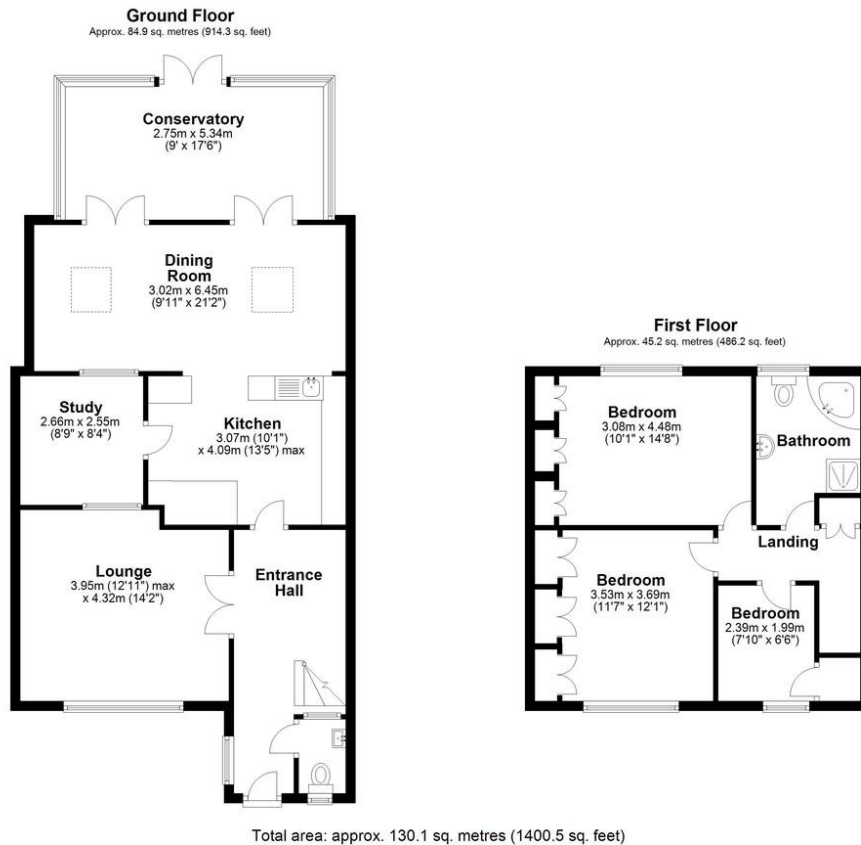 Ground Floor
Approx. 84.9 sq. metres (914.3 sq. feet)
Conservatory
2.75m x 5.34m
(9' x 17'6")
Dining
Room
3.02m x 6.45m
(9'11" x 21'2")
Study
2.66m x 2.55m
(8'9" x 8'4")
Kitchen
3.07m (10'1")
x 4.09m (13'5") max
Lounge
3.95m (12'11") max
x 4.32m (14'2")
Entrance
Hall
First Floor
Approx. 45.2 sq. metres (486.2 sq. feet)
Bedroom
3.08m x 4.48m
(10'1" x 14'8")
Bathroom
Landing
Bedroom
3.53m x 3.69m
(11'7" x 12'1")
Bedroom
2.39m x 1.99m
(7'10" x 6'6")
Total area: approx. 130.1 sq. metres (1400.5 sq. feet)